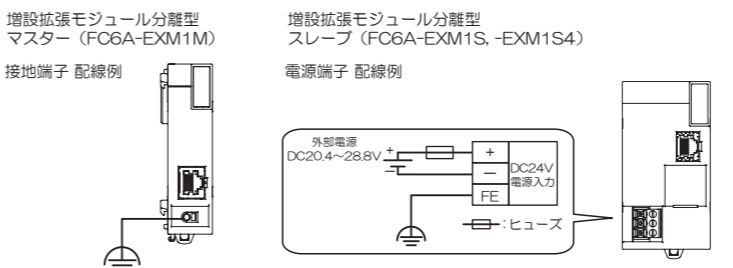 増設拡張モジュール分離型
マスター（FC6A-EXM1M）
接地端子 配線例
増設拡張モジュール分離型
スレーブ（FC6A-EXM1S, -EXM1S4）
電源端子 配線例
外部電源
DC20.4～28.8V
+
−
+
−
FE
DC24V
電源入力
：ヒューズ